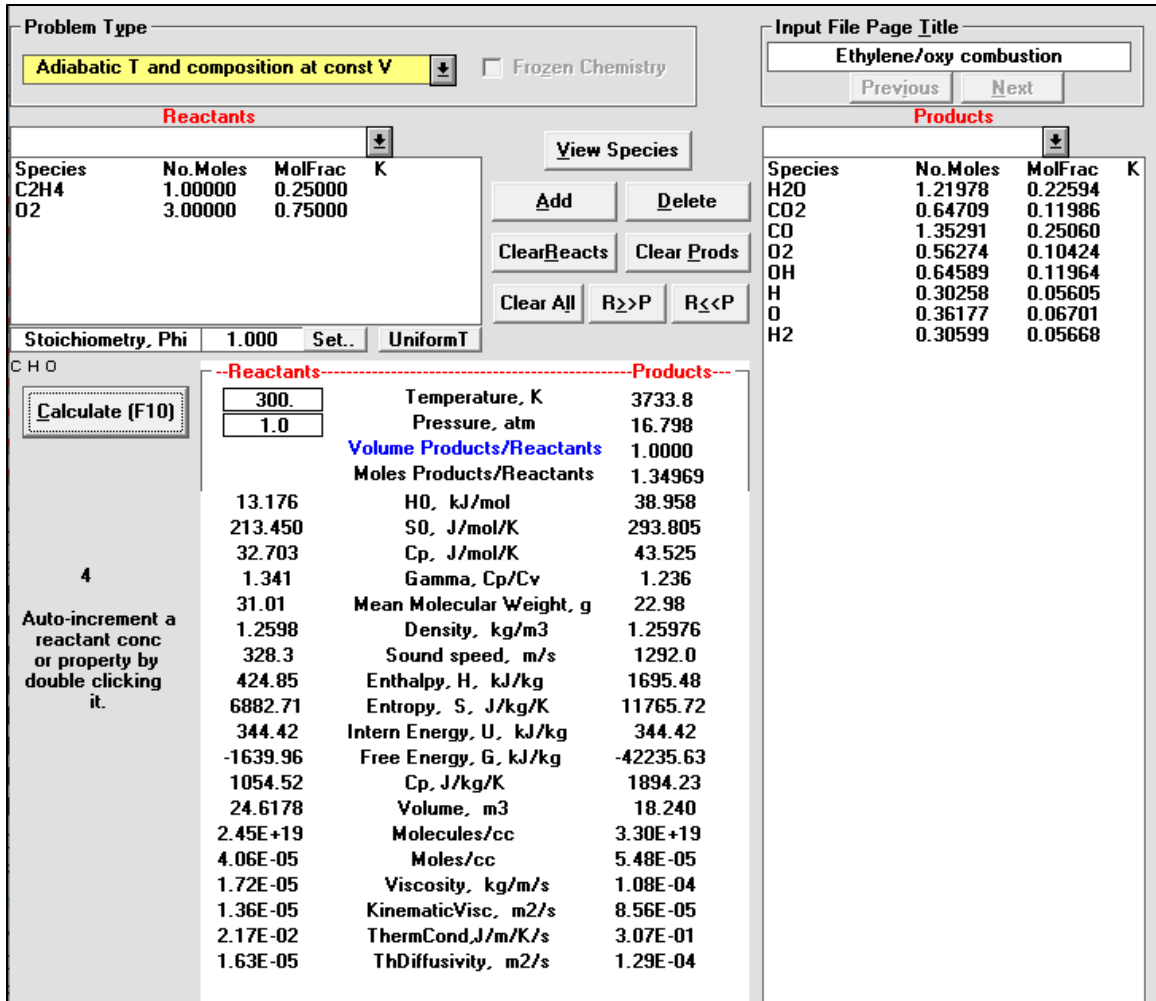 Problem Type
Adiabatic T and composition at const V
Frozen Chemistry
Input File Page Title
Ethylene/oxy combustion
Previous Next
Reactants
Species No.Moles MolFrac K
C2H4 1.00000 0.25000
O2 3.00000 0.75000
Stoichiometry, Phi 1.000 Set.. UniformT
View Species
Add Delete
ClearReacts Clear Prods
Clear All R>>P R<<P
Products
Species No.Moles MolFrac K
H2O 1.21978 0.22594
CO2 0.64709 0.11986
CO 1.35291 0.25060
O2 0.56274 0.10424
OH 0.64589 0.11964
H 0.30258 0.05605
O 0.36177 0.06701
H2 0.30599 0.05668
C H O
Calculate (F10)
4
Auto-increment a
reactant conc
or property by
double clicking
it.
--Reactants-----Products---
300. Temperature, K 3733.8
1.0 Pressure, atm 16.798
Volume Products/Reactants 1.0000
Moles Products/Reactants 1.34969
13.176 H0, kJ/mol 38.958
213.450 S0, J/mol/K 293.805
32.703 Cp, J/mol/K 43.525
1.341 Gamma, Cp/Cv 1.236
31.01 Mean Molecular Weight, g 22.98
1.2598 Density, kg/m3 1.25976
328.3 Sound speed, m/s 1292.0
424.85 Enthalpy, H, kJ/kg 1695.48
6882.71 Entropy, S, J/kg/K 11765.72
344.42 Intern Energy, U, kJ/kg 344.42
-1639.96 Free Energy, G, kJ/kg -42235.63
1054.52 Cp, J/kg/K 1894.23
24.6178 Volume, m3 18.240
2.45E+19 Molecules/cc 3.30E+19
4.06E-05 Moles/cc 5.48E-05
1.72E-05 Viscosity, kg/m/s 1.08E-04
1.36E-05 KinematicVisc, m2/s 8.56E-05
2.17E-02 ThermCond,J/m/K/s 3.07E-01
1.63E-05 ThDiffusivity, m2/s 1.29E-04